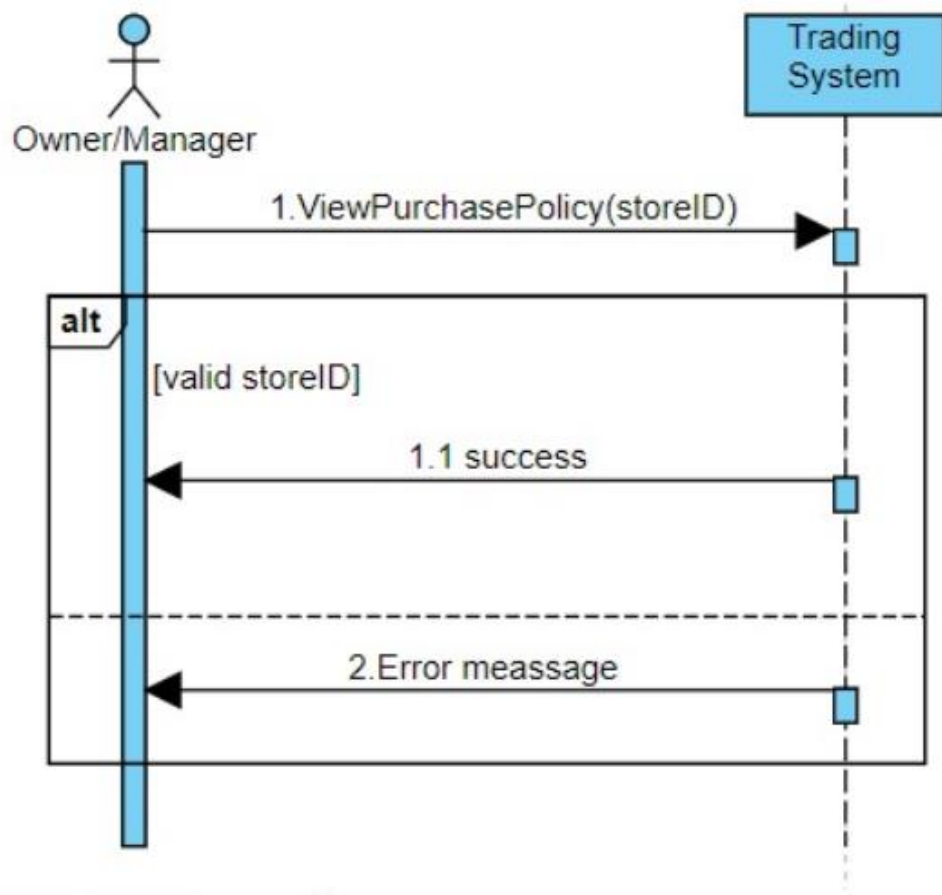 Trading
System
Owner/Manager
1.ViewPurchasePolicy(storeID)
alt
[valid storeID]
1.1 success
2.Error meassage